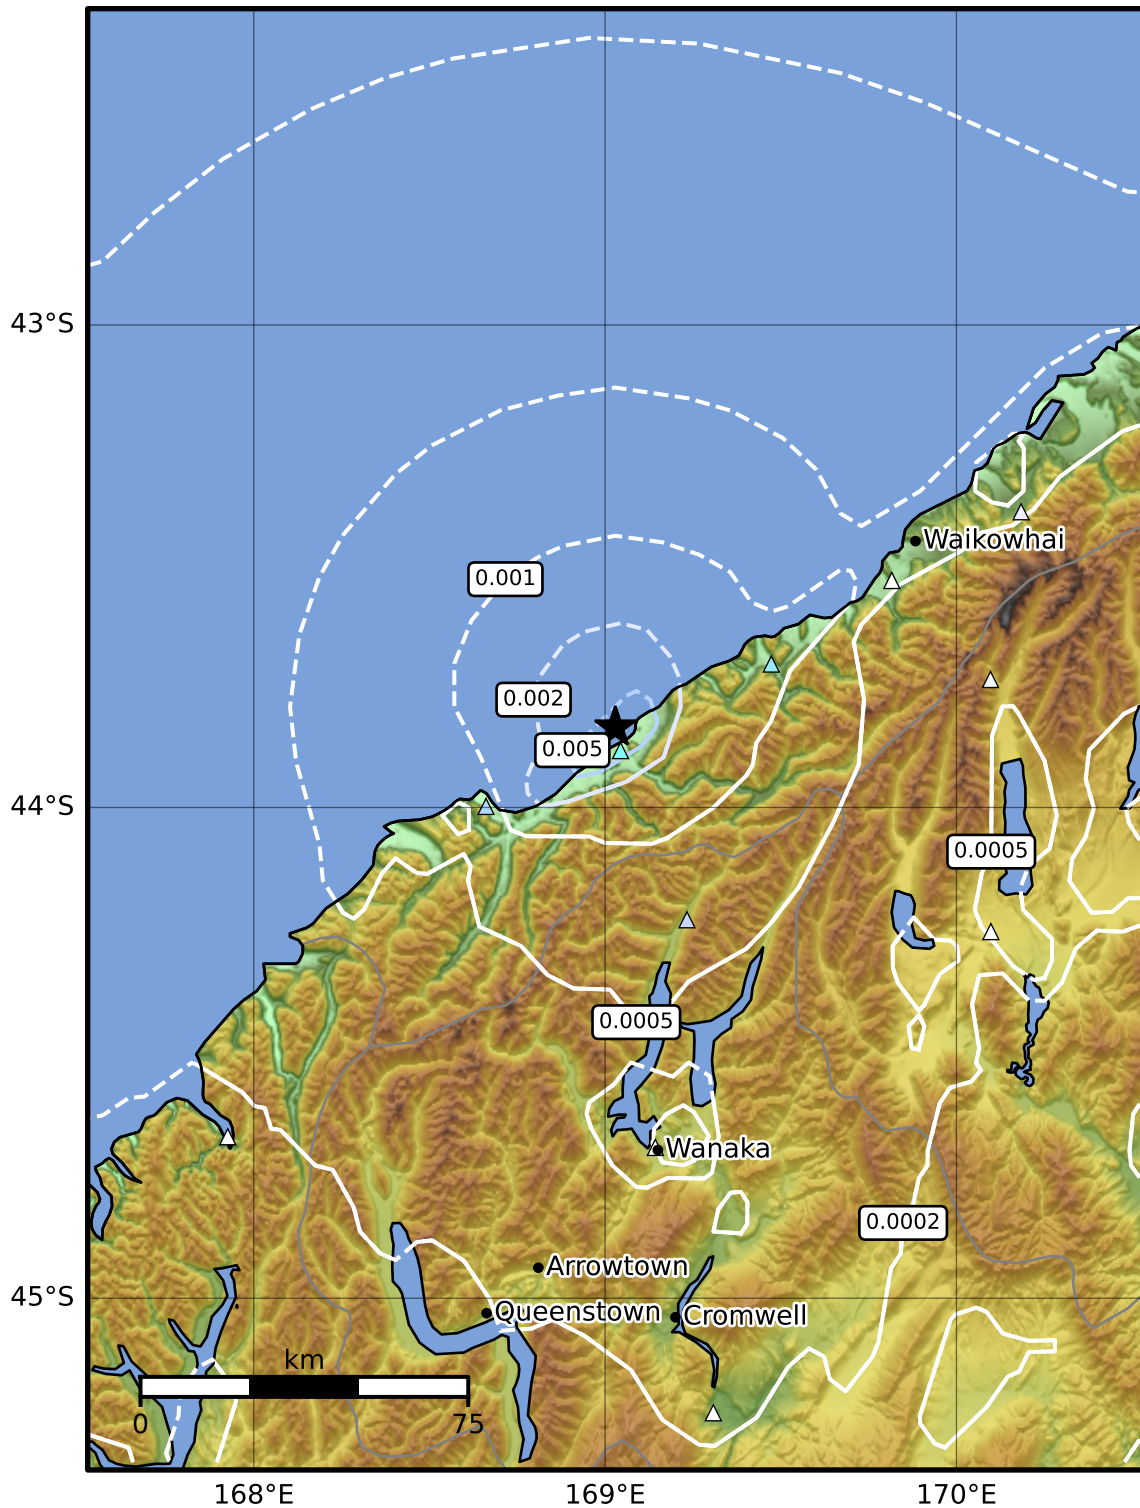 43°S
Waikowhai
0.001
0.002
0.005
44°S
0.0005
0.0005
Wanaka
0.0002
Arrowtown
45°S
Queenstown
Cromwell
km
0
75
168°E
169°E
170°E